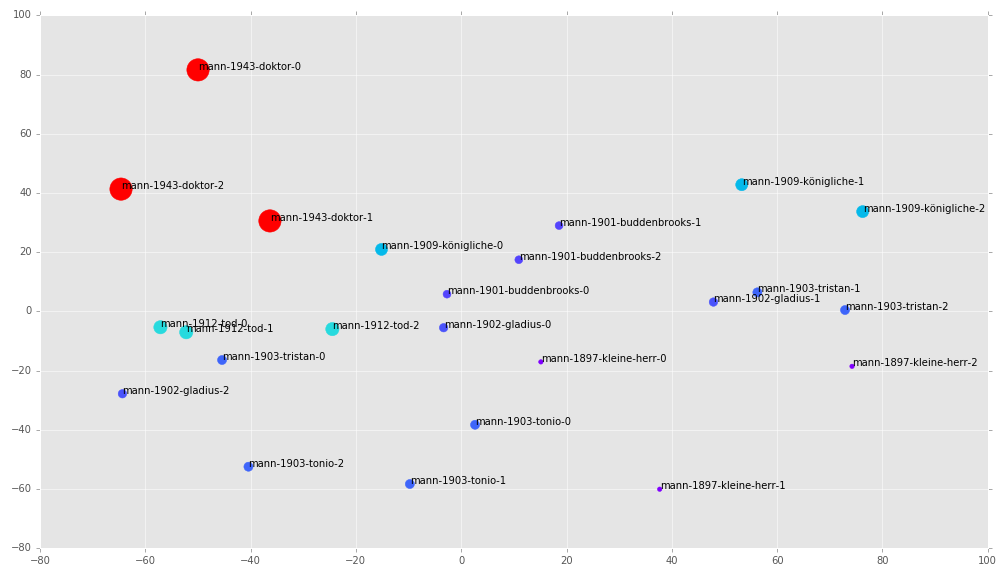 100
mann-1943-doktor-0
80
mann-1943-doktor-2
mann-1909-königliche-1
40
mann-1909-königliche-2
mann-1943-doktor-1
mann-1901-buddenbrooks-1
mann-1909-königliche-0
20
mann-1901-buddenbrooks-2
60
mann-1901-buddenbrooks-0
mann-1903-tristan-1
mann-1902-gladius-1
mann-1903-tristan-2
0
mann-1912-tod-0
mann-1912-tod-1
mann-1912-tod-2
mann-1902-gladius-0
mann-1903-tristan-0
mann-1897-kleine-herr-0
mann-1897-kleine-herr-2
−20
mann-1902-gladius-2
mann-1903-tonio-0
−40
mann-1903-tonio-2
mann-1903-tonio-1
mann-1897-kleine-herr-1
−60
−80
−80 −60 −40 −20 0 20 40 60 80 100